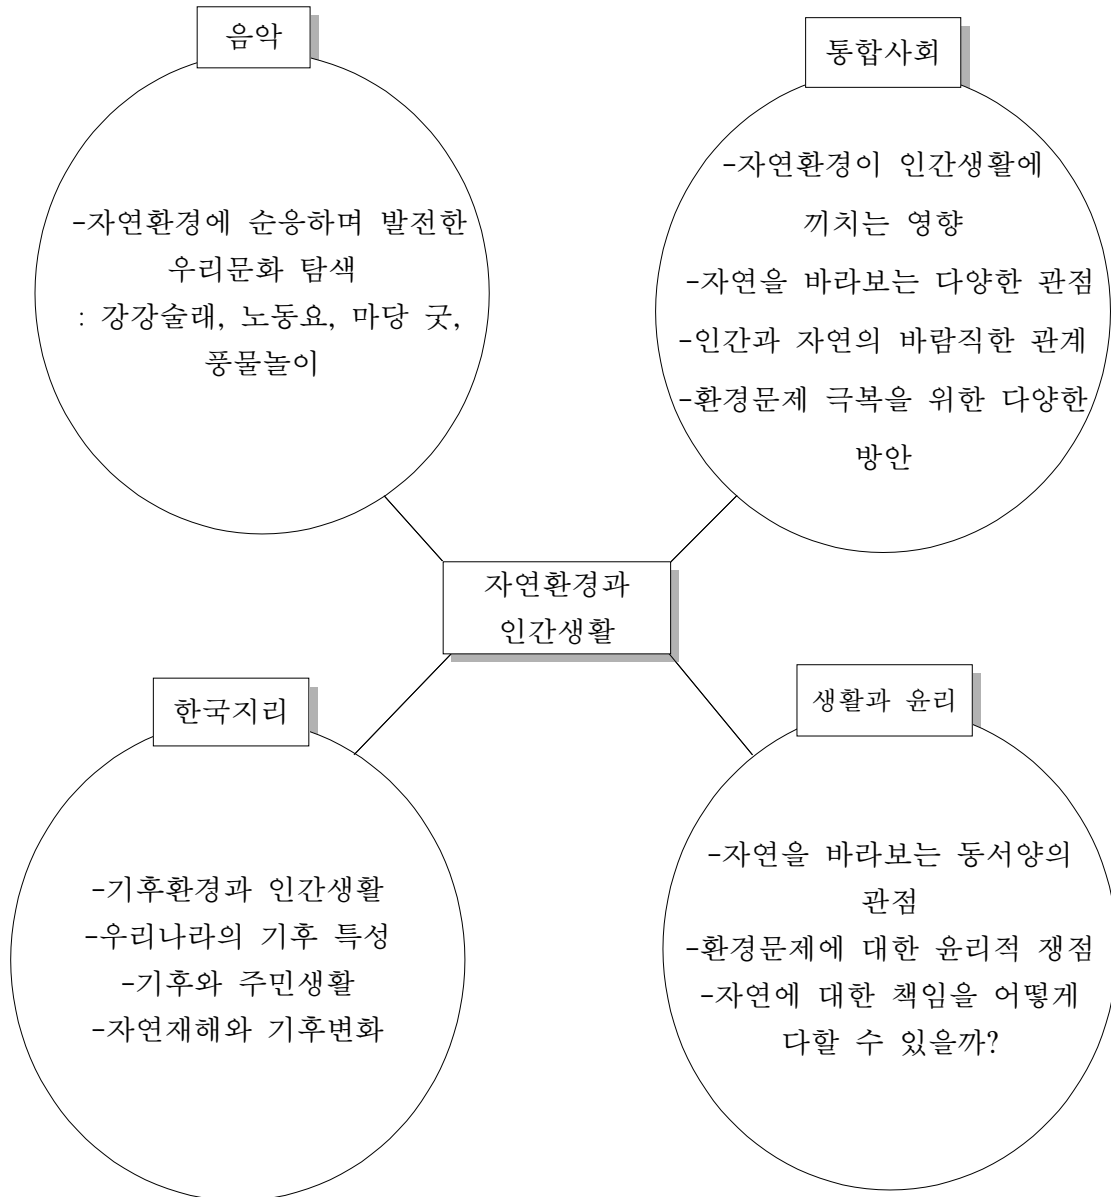 음악
-자연환경에 순응하며 발전한
우리문화 탐색
: 강강술래, 노동요, 마당 굿,
풍물놀이
통합사회
-자연환경이 인간생활에
끼치는 영향
-자연을 바라보는 다양한 관점
-인간과 자연의 바람직한 관계
-환경문제 극복을 위한 다양한
방안
자연환경과
인간생활
한국지리
-기후환경과 인간생활
-우리나라의 기후 특성
-기후와 주민생활
-자연재해와 기후변화
생활과 윤리
-자연을 바라보는 동서양의
관점
-환경문제에 대한 윤리적 쟁점
-자연에 대한 책임을 어떻게
다할 수 있을까?